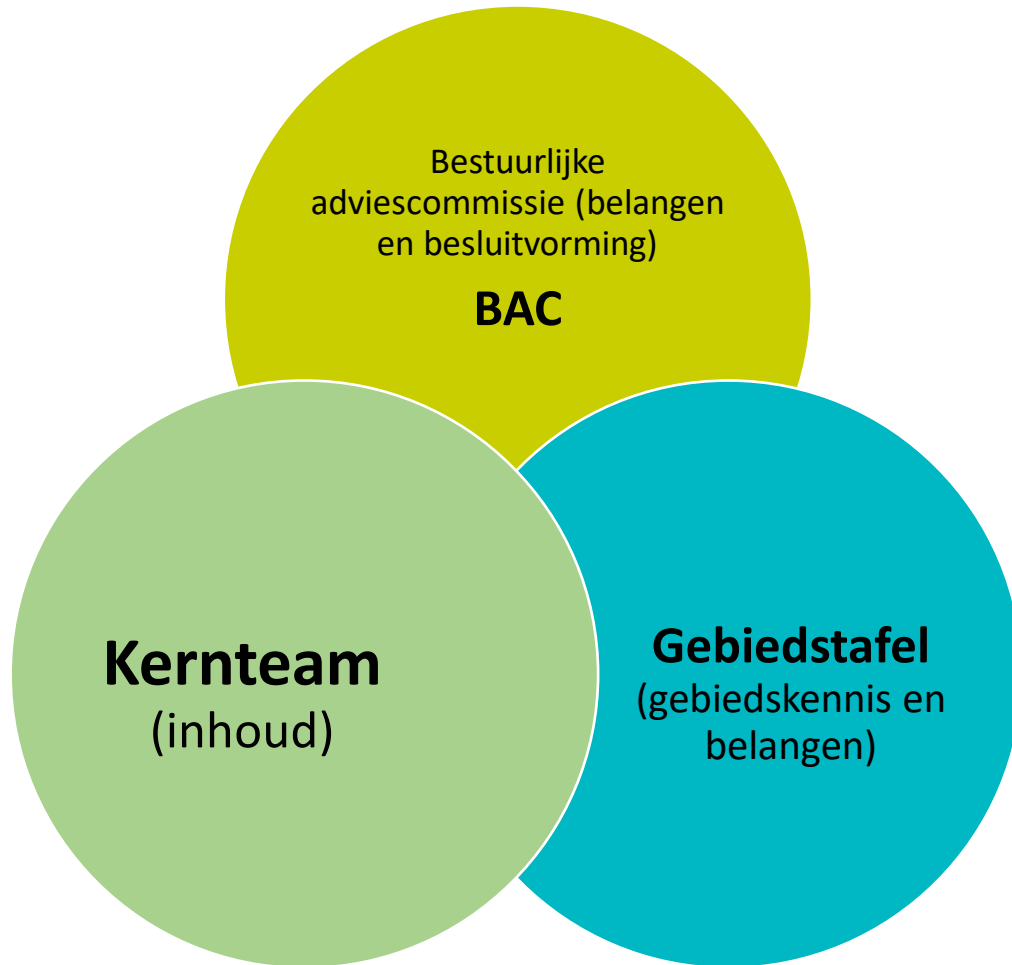 Bestuurlijke
adviescommissie (belangen
en besluitvorming)
BAC
Kernteam
(inhoud)
Gebiedstafel
(gebiedskennis en
belangen)